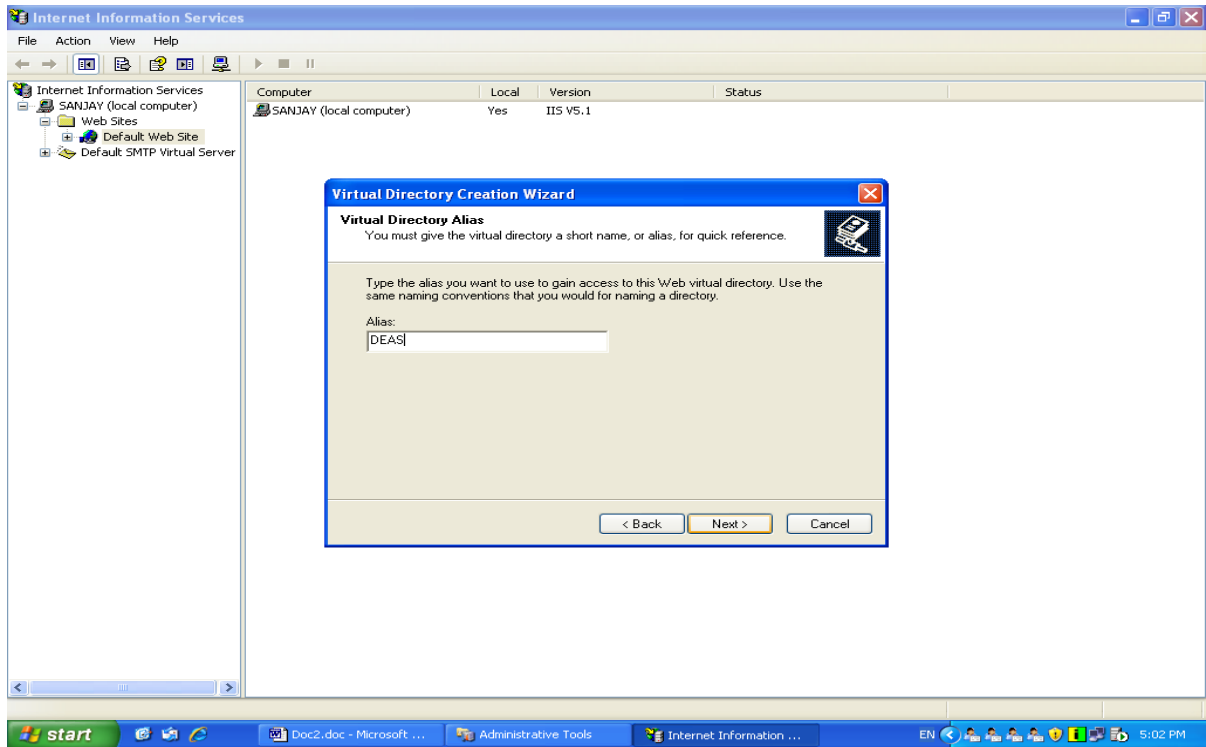 Internet Information Services
File Action View Help
Internet Information Services
SANJAY (local computer)
Web Sites
Default Web Site
Default SMTP Virtual Server
Computer Local Version Status
SANJAY (local computer) Yes IIS V5.1
Virtual Directory Creation Wizard
Virtual Directory Alias
You must give the virtual directory a short name, or alias, for quick reference.
Type the alias you want to use to gain access to this Web virtual directory. Use the
same naming conventions that you would for naming a directory.
Alias:
DEAS
< Back Next > Cancel
start Doc2.doc - Microsoft ... Administrative Tools Internet Information ... EN 5:02 PM